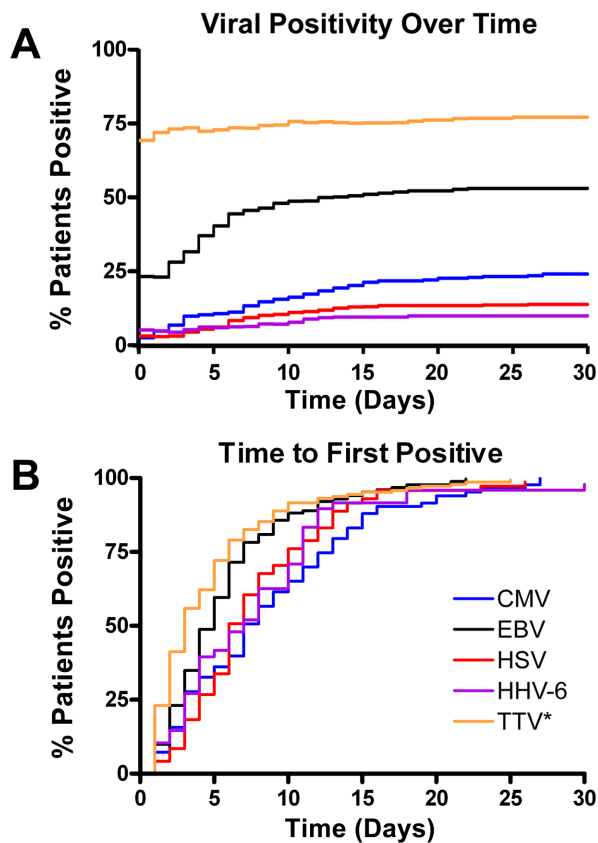 A
Viral Positivity Over Time
% Patients Positive
100
75
50
25
0
0 5 10 15 20 25 30
Time (Days)
B
Time to First Positive
% Patients Positive
100
75
50
25
0
CMV
EBV
HSV
HHV-6
TTV*
0 5 10 15 20 25 30
Time (Days)